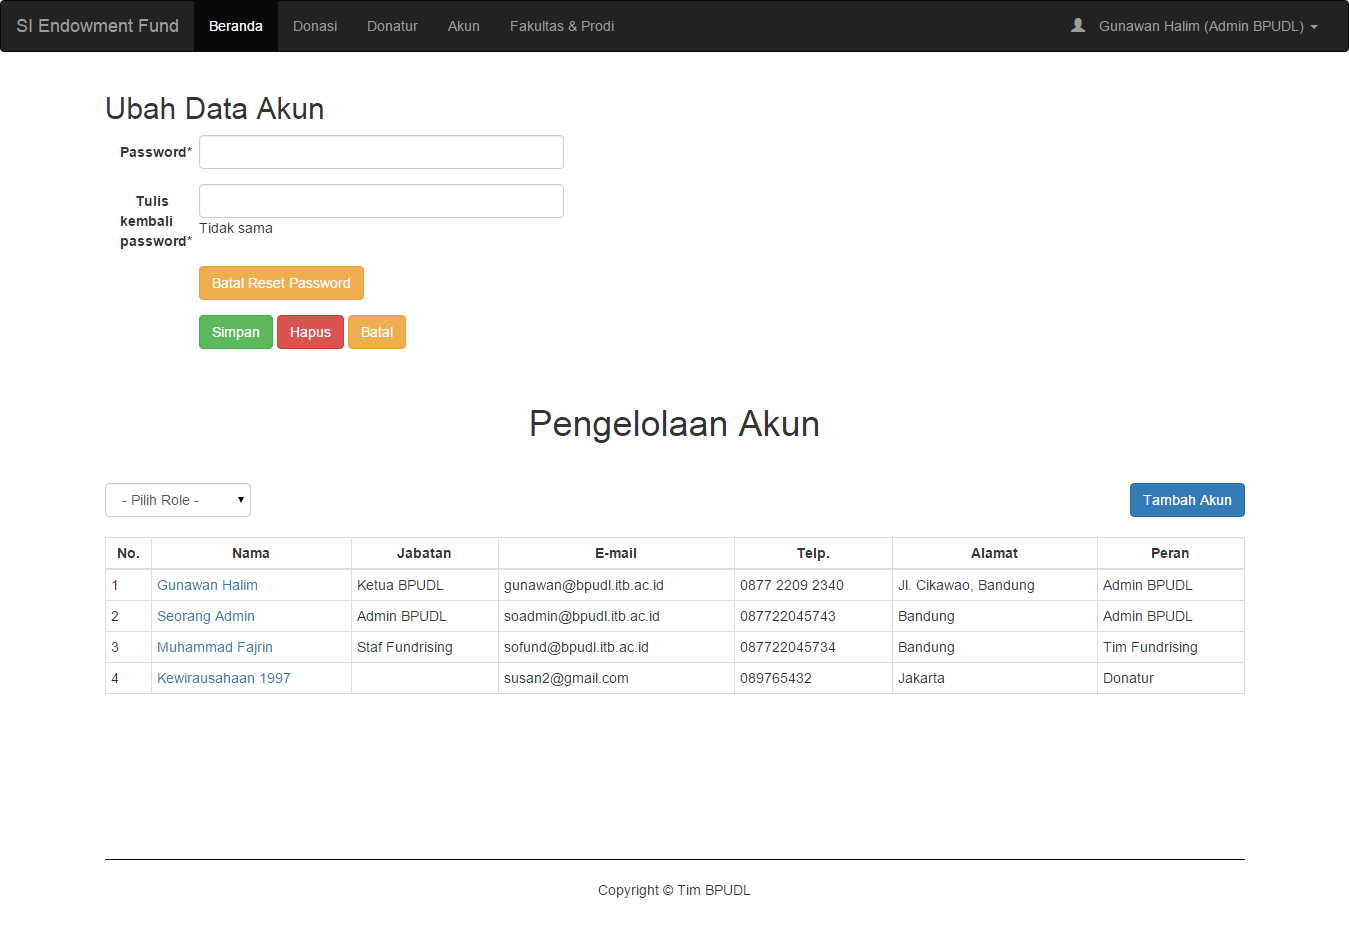 SI Endowment Fund Beranda Donasi Donatur Akun Fakultas & Prodi Gunawan Halim (Admin BPUDL)
Ubah Data Akun
Password*
Tulis
kembali
password*
Tidak sama
Batal Reset Password
Simpan Hapus Batal
Pengelolaan Akun
- Pilih Role - Tambah Akun
No. Nama Jabatan E-mail Telp. Alamat Peran
1 Gunawan Halim Ketua BPUDL gunawan@bpudl.itb.ac.id 0877 2209 2340 Jl. Cikawao, Bandung Admin BPUDL
2 Seorang Admin Admin BPUDL soadmin@bpudl.itb.ac.id 087722045743 Bandung Admin BPUDL
3 Muhammad Fajrin Staf Fundrising sofund@bpudl.itb.ac.id 087722045734 Bandung Tim Fundrising
4 Kewirausahaan 1997 susan2@gmail.com 089765432 Jakarta Donatur
Copyright © Tim BPUDL